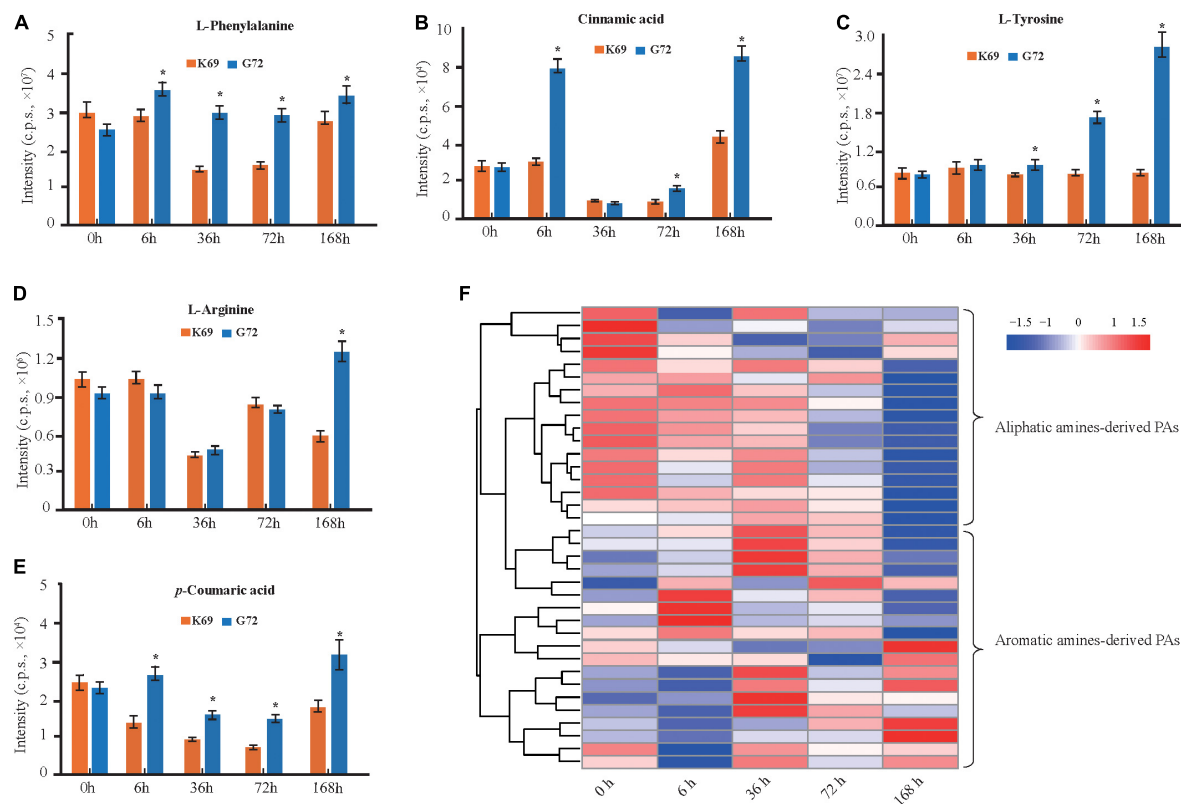 A
L-Phenylalanine
K69 G72
Intensity (c.p.s., ×10⁷)
5
4
3
2
1
0
* * * *
0h 6h 36h 72h 168h
B
Cinnamic acid
K69 G72
Intensity (c.p.s., ×10⁴)
10
8
6
4
2
0
* * *
0h 6h 36h 72h 168h
C
L-Tyrosine
K69 G72
Intensity (c.p.s., ×10⁷)
3.0
2.4
1.8
1.2
0.6
0.0
* * *
0h 6h 36h 72h 168h
D
L-Arginine
K69 G72
Intensity (c.p.s., ×10⁶)
1.5
1.2
0.9
0.6
0.3
0
*
0h 6h 36h 72h 168h
E
p-Coumaric acid
K69 G72
Intensity (c.p.s., ×10⁴)
5
4
3
2
1
0
* * * *
0h 6h 36h 72h 168h
F
−1.5 −1 0 1 1.5
Aliphatic amines-derived PAs
Aromatic amines-derived PAs
0 h 6 h 36 h 72 h 168 h